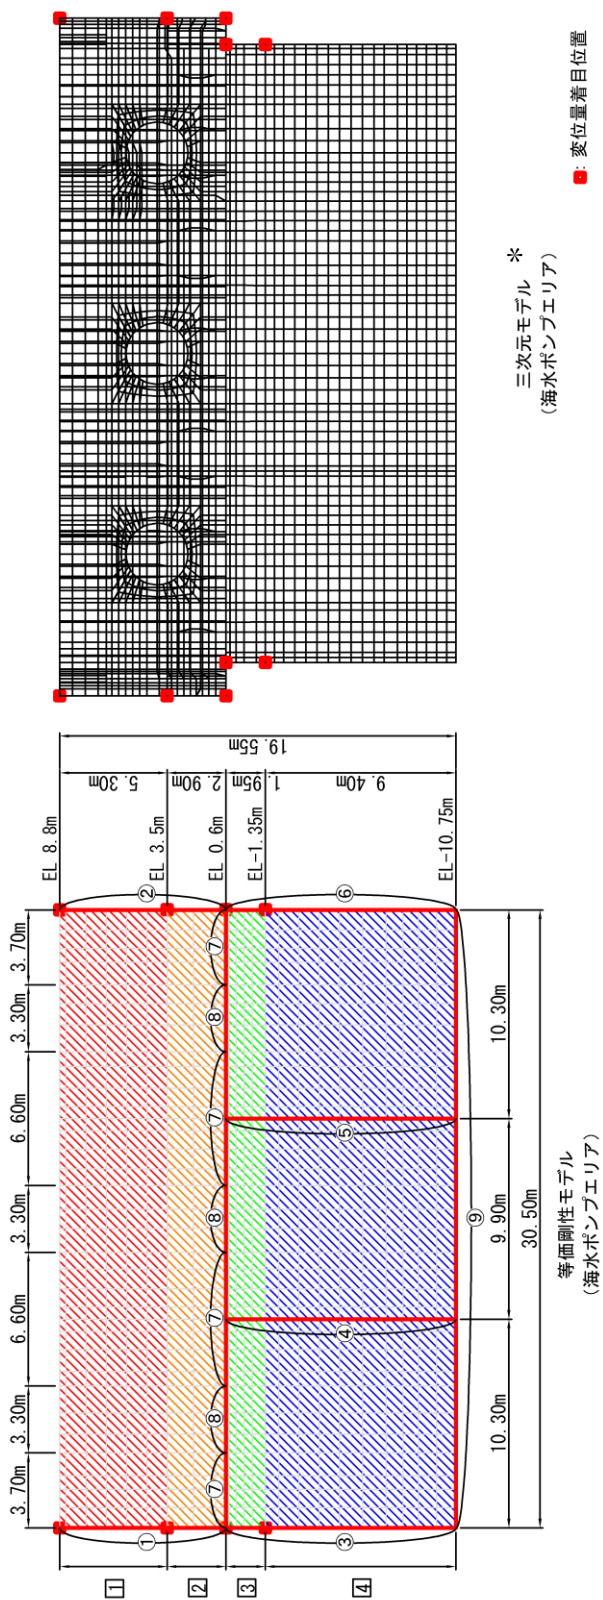 3.70m
3.30m
6.60m
3.30m
6.60m
3.30m
3.70m
EL 8.8m
EL 3.5m
EL 0.6m
EL-1.35m
EL-10.75m
5.30m
2.90m
1.95m
9.40m
19.55m
1
2
3
4
①
②
③
④
⑤
⑥
⑦
⑧
⑦
⑧
⑦
⑧
⑦
⑨
10.30m
9.90m
10.30m
30.50m
等価剛性モデル
(海水ポンプエリア)
三次元モデル *
(海水ポンプエリア)
: 変位量着目位置